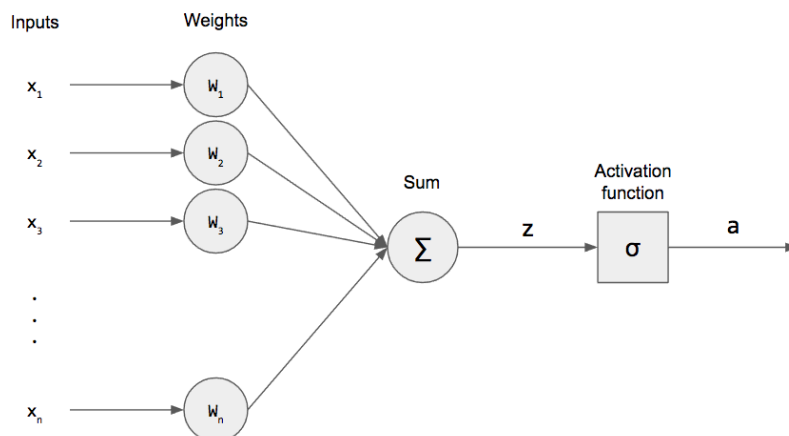 Inputs
Weights
x₁
W₁
x₂
W₂
x₃
W₃
Sum
Σ
z
Activation
function
σ
a
.
.
.
xₙ
Wₙ